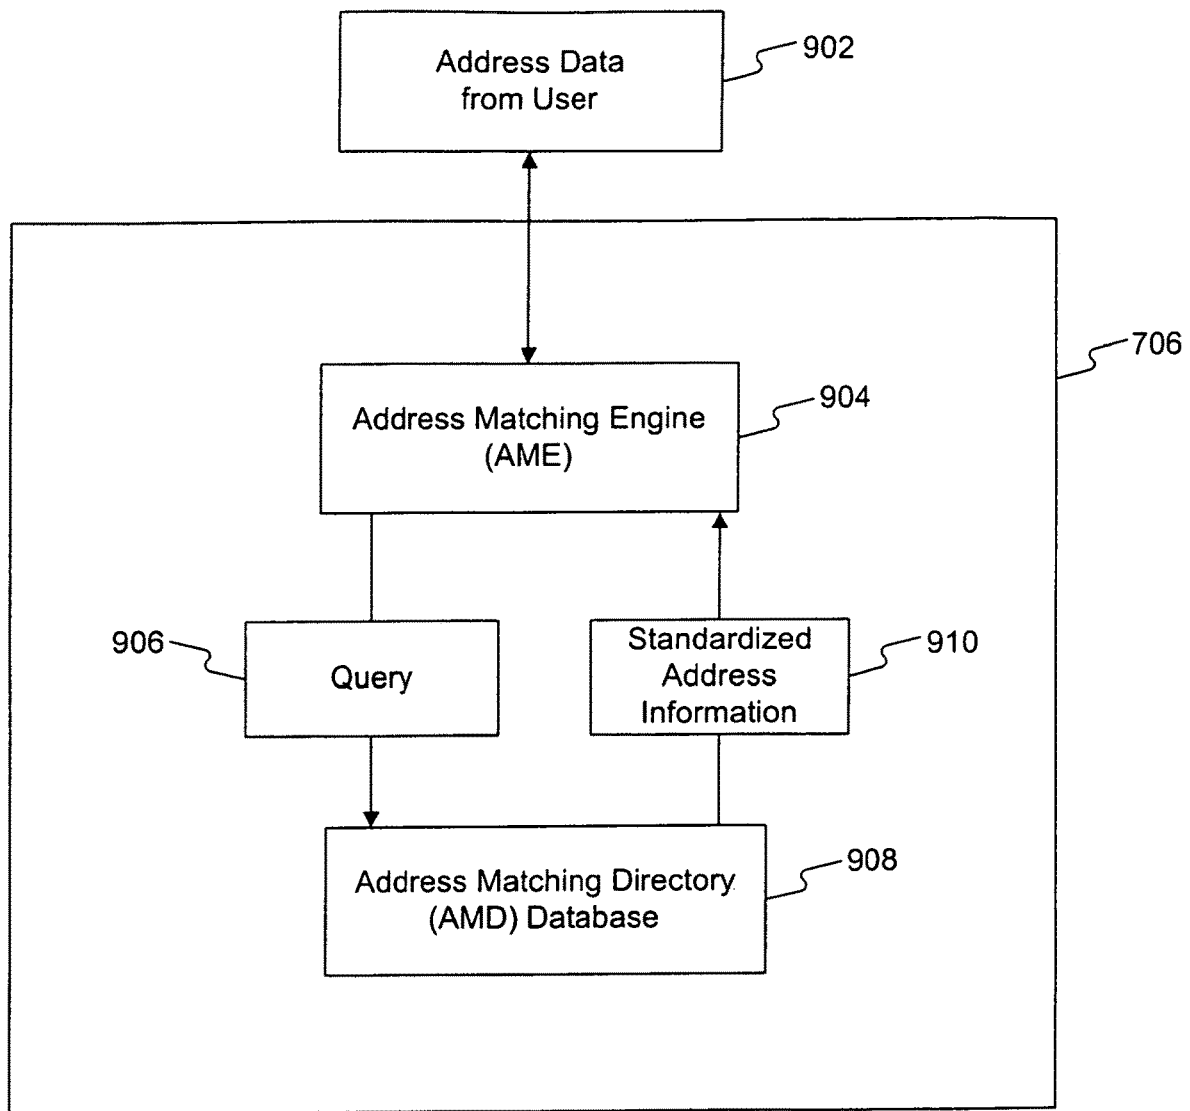 Address Data
from User
902
706
Address Matching Engine
(AME)
904
906
Query
Standardized
Address
Information
910
Address Matching Directory
(AMD) Database
908